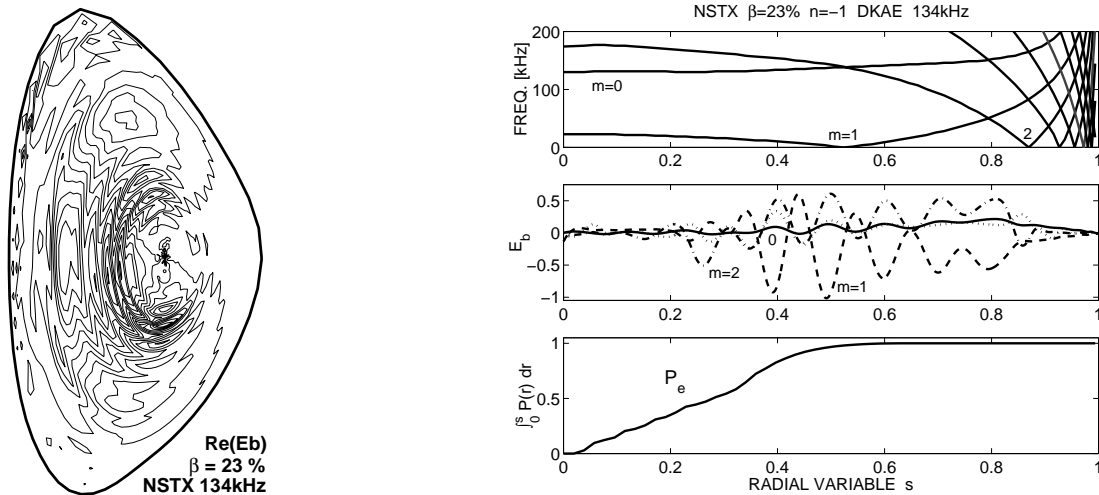 Re(Eb)
β = 23 %
NSTX 134kHz
NSTX β=23% n=−1 DKAE 134kHz
FREQ. [kHz]
200
100
0
m=0
m=1
2
0 0.2 0.4 0.6 0.8 1
E_b
0.5
0
−0.5
−1
0
m=2
m=1
0 0.2 0.4 0.6 0.8 1
∫₀ˢ P(r) dr
1
0.5
0
P_e
0 0.2 0.4 0.6 0.8 1
RADIAL VARIABLE s